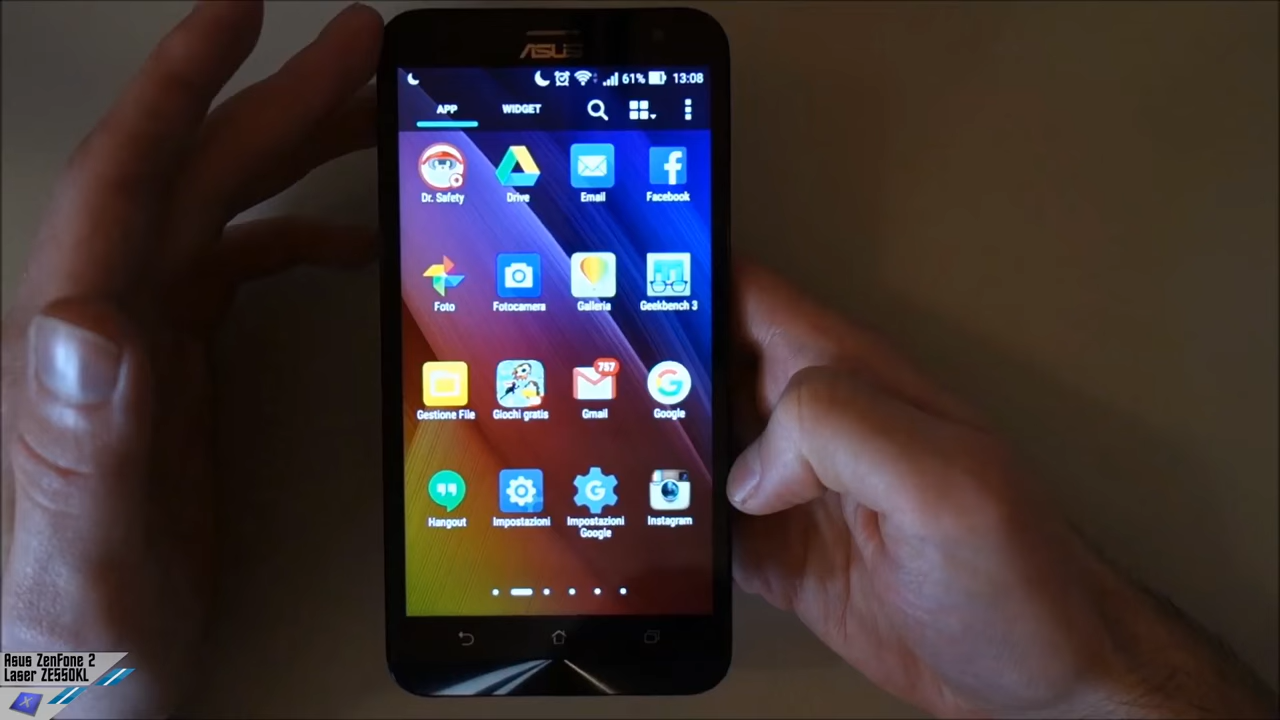 ASUS
61% 13:08
APP WIDGET
Dr. Safety Drive Email Facebook
Foto Fotocamera Galleria Geekbench 3
757
Gestione File Giochi gratis Gmail Google
Hangout Impostazioni Impostazioni Google Instagram
Asus ZenFone 2
Laser ZE550KL
X